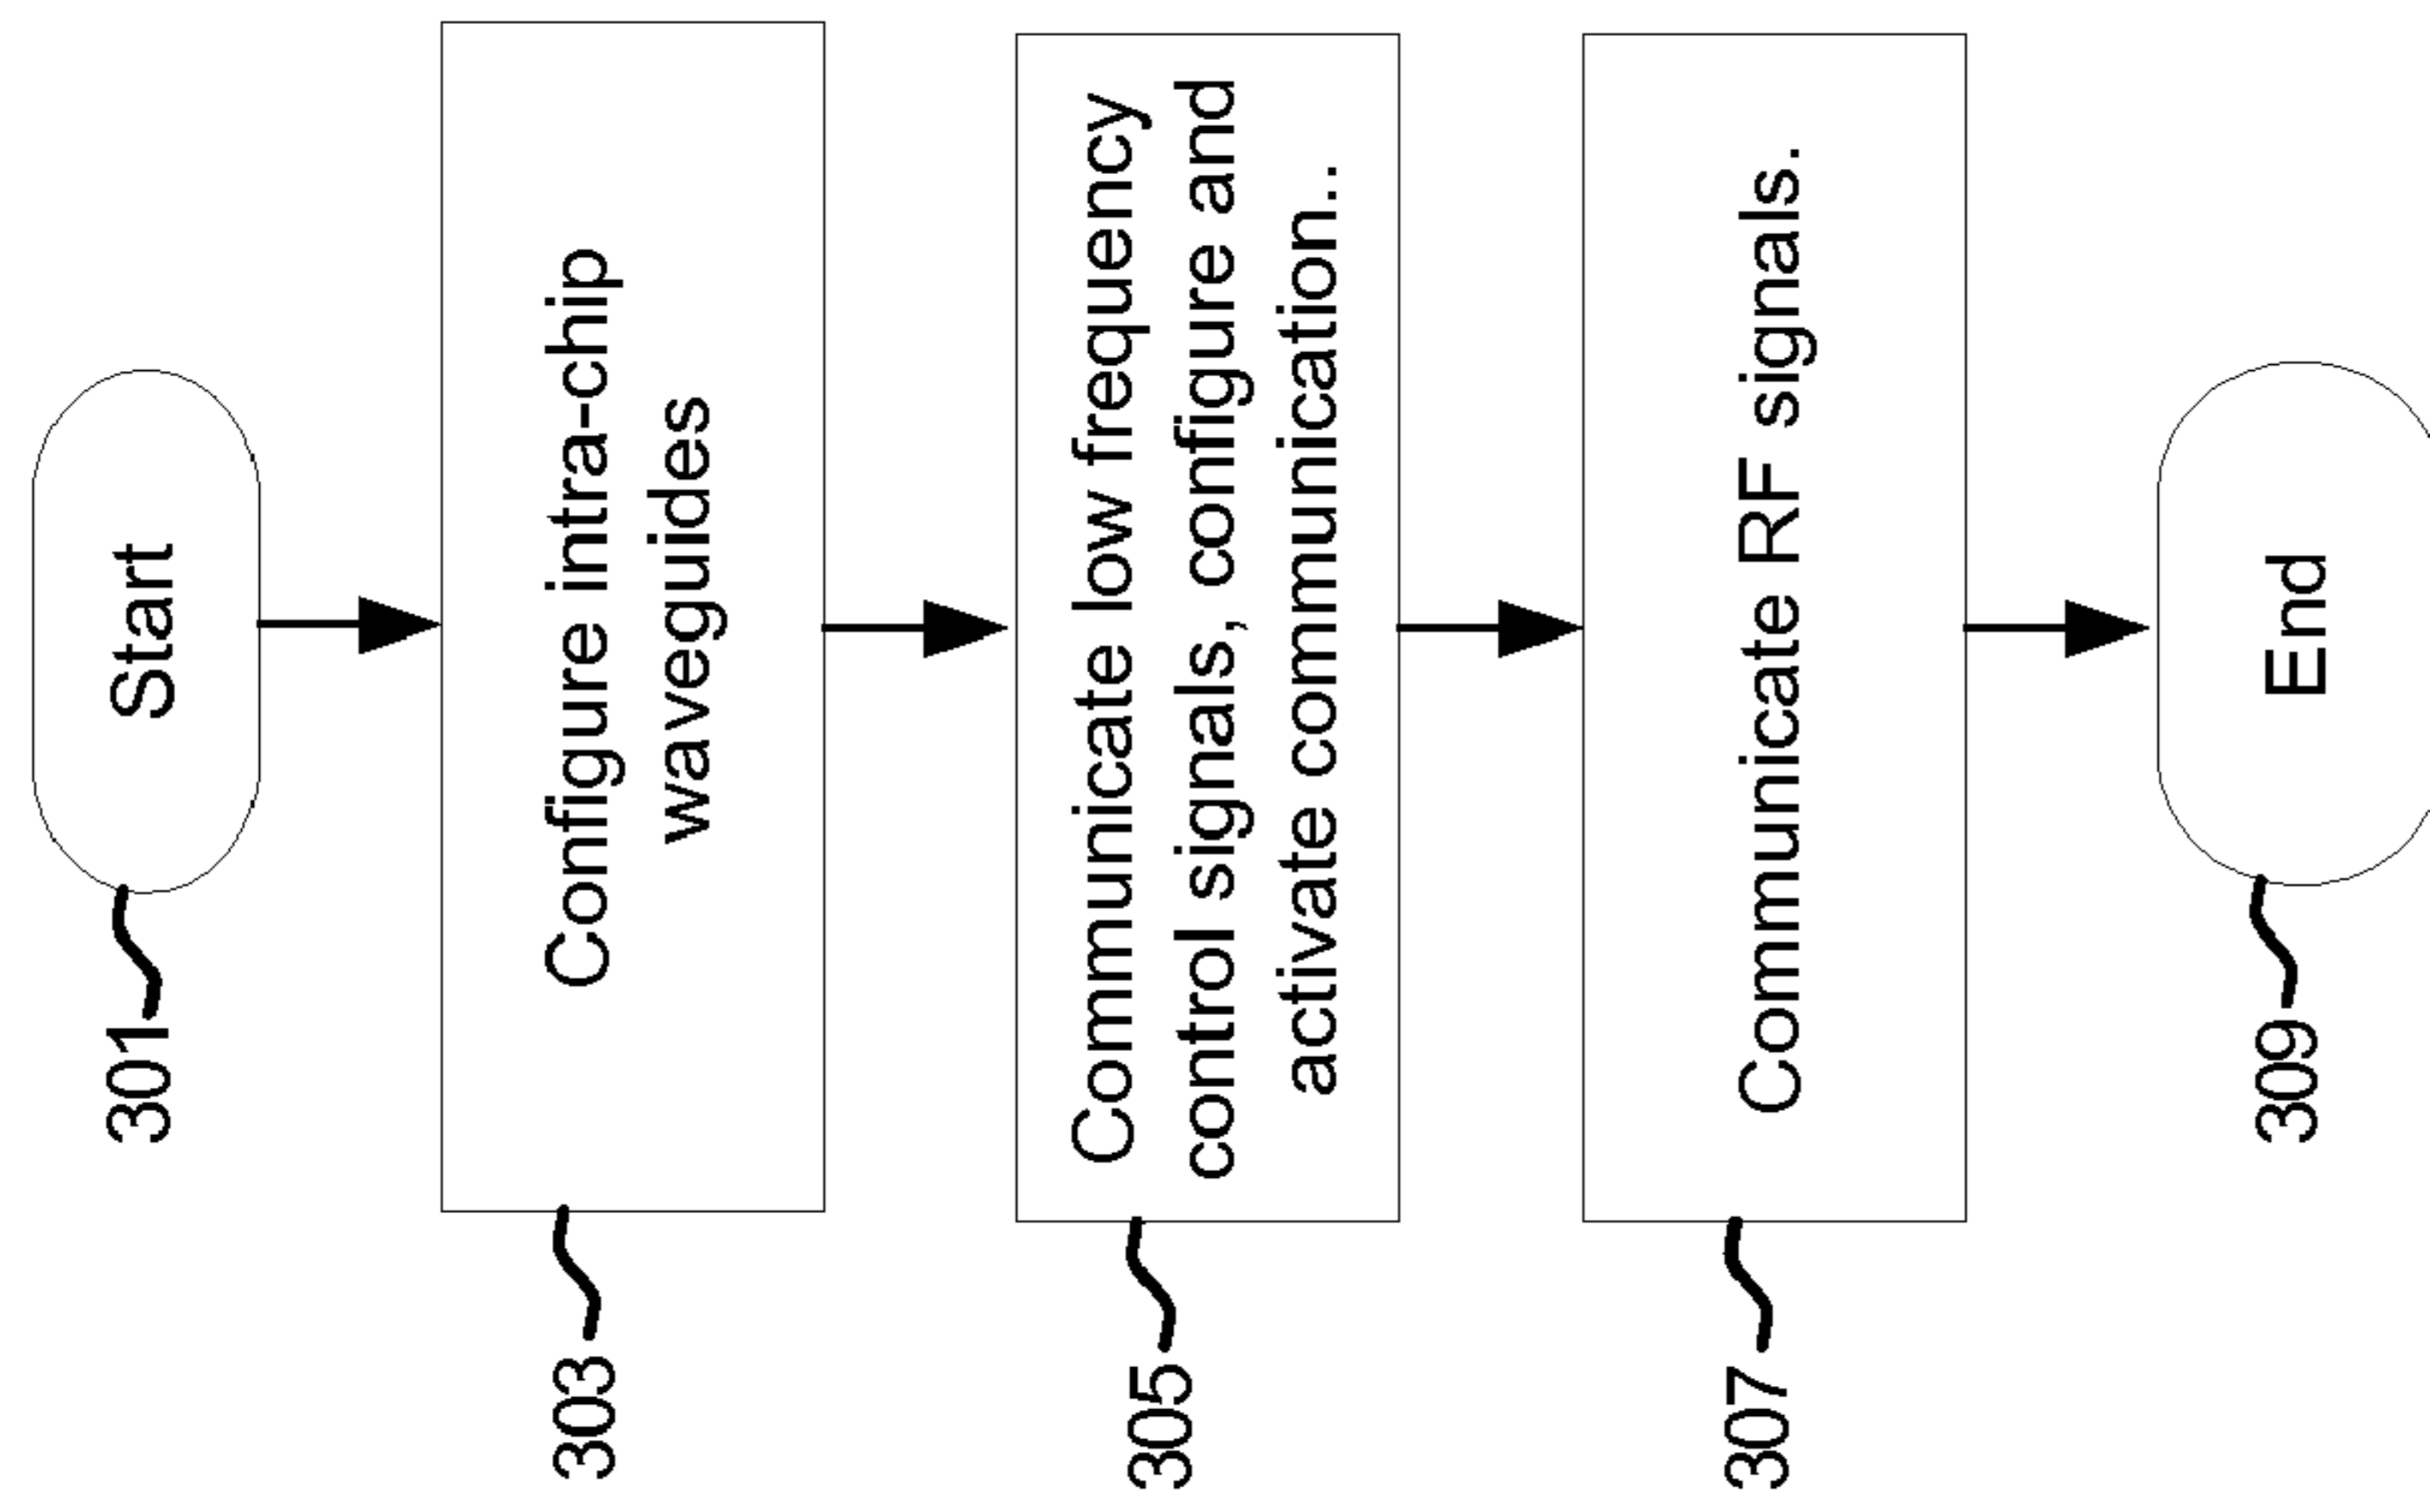 301
Start
303
Configure intra-chip
waveguides
305
Communicate low frequency
control signals, configure and
activate communication..
307
Communicate RF signals.
309
End